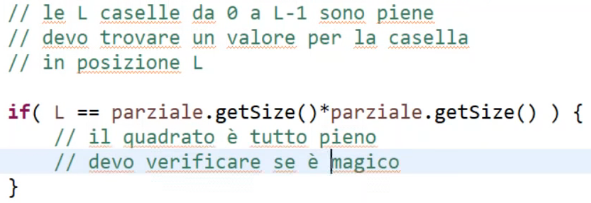 // le L caselle da 0 a L-1 sono piene
// devo trovare un valore per la casella
// in posizione L
if( L == parziale.getSize()*parziale.getSize() ) {
// il quadrato è tutto pieno
// devo verificare se è magico
}